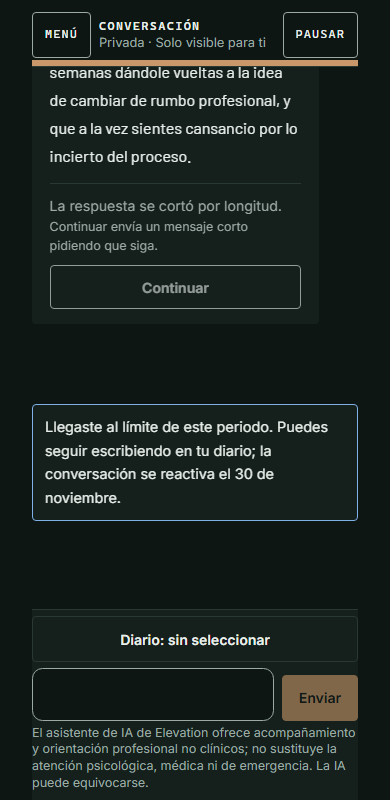 MENÚ
CONVERSACIÓN
Privada · Solo visible para ti
PAUSAR
semanas dándole vueltas a la idea
de cambiar de rumbo profesional, y
que a la vez sientes cansancio por lo
incierto del proceso.
La respuesta se cortó por longitud.
Continuar envía un mensaje corto
pidiendo que siga.
Continuar
Llegaste al límite de este periodo. Puedes
seguir escribiendo en tu diario; la
conversación se reactiva el 30 de
noviembre.
Diario: sin seleccionar
Enviar
El asistente de IA de Elevation ofrece acompañamiento
y orientación profesional no clínicos; no sustituye la
atención psicológica, médica ni de emergencia. La IA
puede equivocarse.